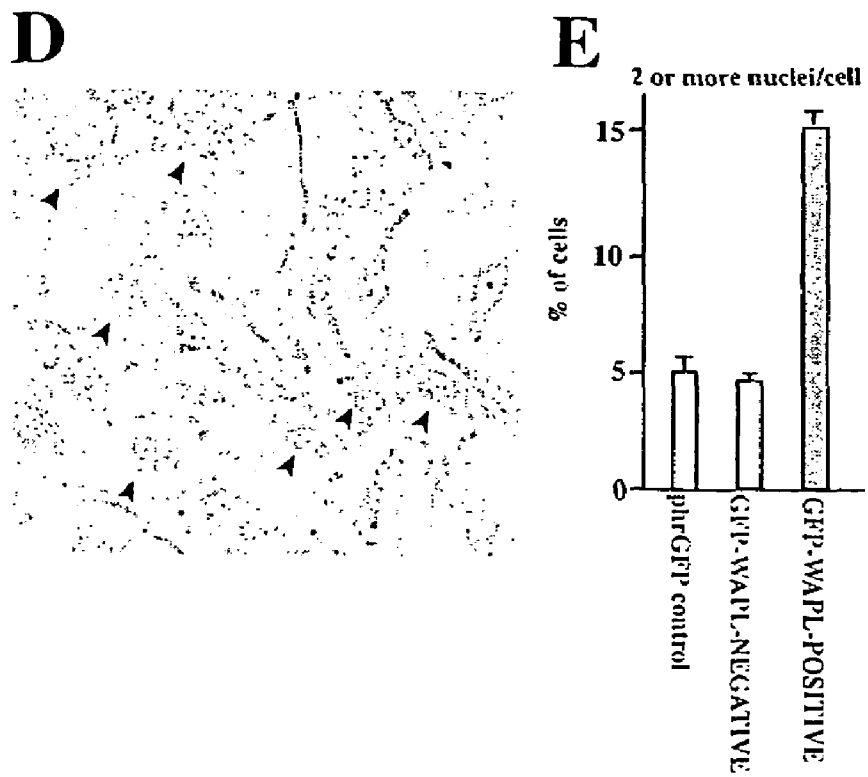 D
E
2 or more nuclei/cell
% of cells
15
10
5
0
phrGFP control
GFP-WAPL-NEGATIVE
GFP-WAPL-POSITIVE